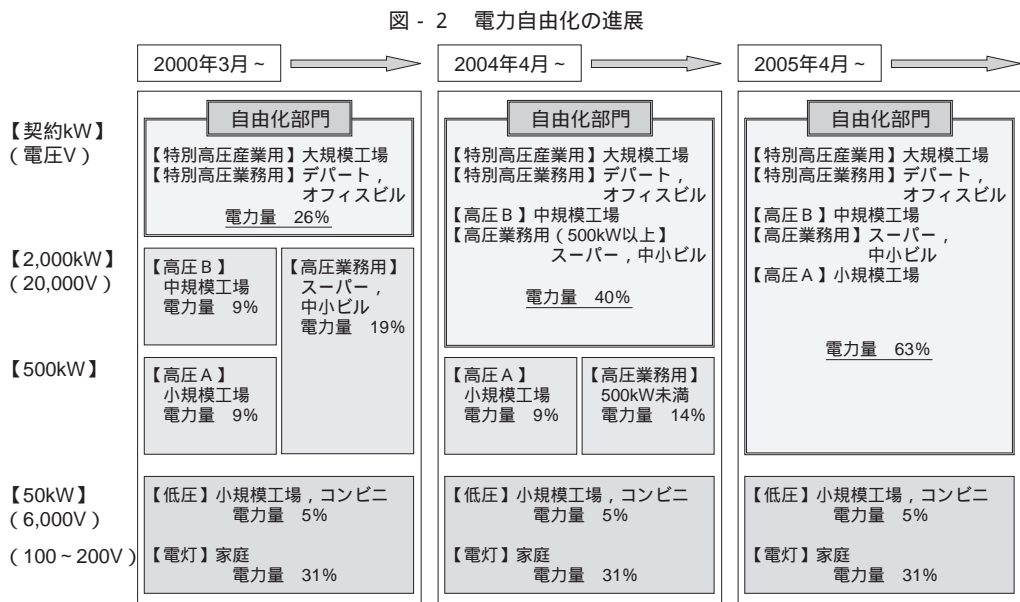 図 - 2　電力自由化の進展
2000年3月 ~
2004年4月 ~
2005年4月 ~
【契約kW】
( 電圧V )
【2,000kW】
( 20,000V )
【500kW】
【50kW】
( 6,000V )
( 100 ~ 200V )
自由化部門
【特別高圧産業用】大規模工場
【特別高圧業務用】デパート ,
オフィスビル
電力量　26%
【高圧 B 】
中規模工場
電力量　9%
【高圧業務用】
スーパー ,
中小ビル
電力量　19%
【高圧 A 】
小規模工場
電力量　9%
【低圧】小規模工場 , コンビニ
電力量　5%
【電灯】家庭
電力量　31%
自由化部門
【特別高圧産業用】大規模工場
【特別高圧業務用】デパート ,
オフィスビル
【高圧 B 】中規模工場
【高圧業務用 ( 500kW以上 】
スーパー , 中小ビル
電力量　40%
【高圧 A 】
小規模工場
電力量　9%
【高圧業務用】
500kW未満
電力量　14%
【低圧】小規模工場 , コンビニ
電力量　5%
【電灯】家庭
電力量　31%
自由化部門
【特別高圧産業用】大規模工場
【特別高圧業務用】デパート ,
オフィスビル
【高圧 B 】中規模工場
【高圧業務用】スーパー ,
中小ビル
【高圧 A 】小規模工場
電力量　63%
【低圧】小規模工場 , コンビニ
電力量　5%
【電灯】家庭
電力量　31%